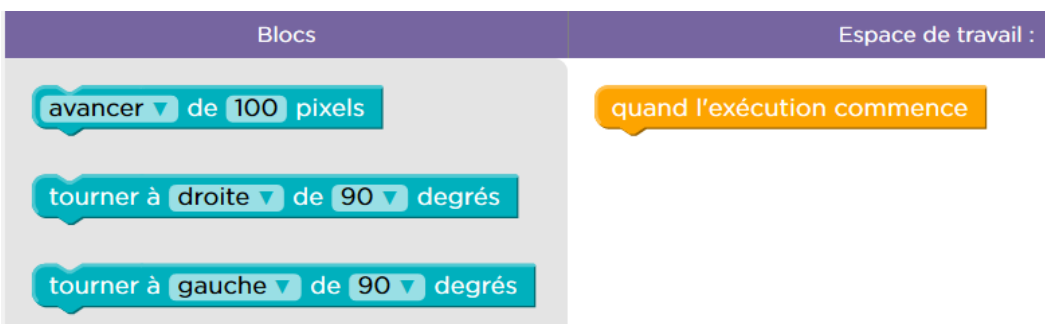 Blocs
Espace de travail :
avancer ▼ de 100 pixels
quand l'exécution commence
tourner à droite ▼ de 90 ▼ degrés
tourner à gauche ▼ de 90 ▼ degrés